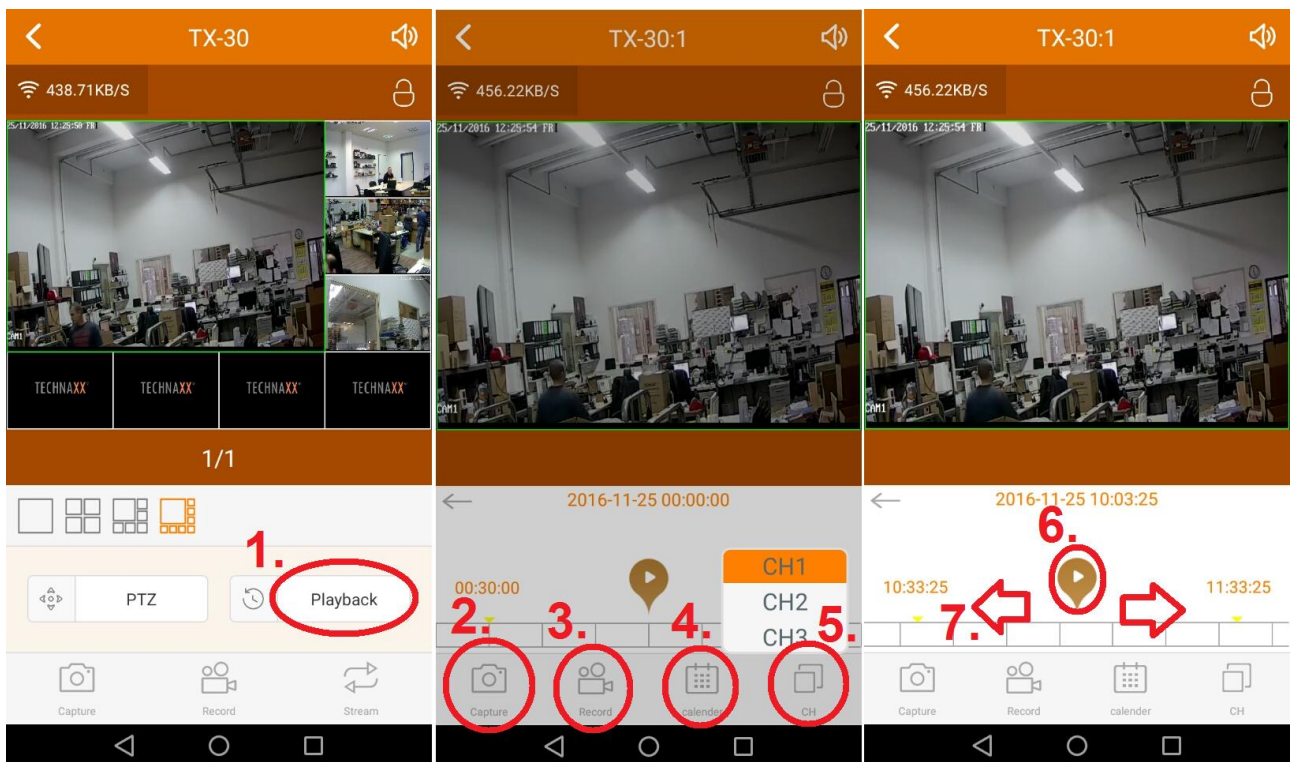 TX-30
438.71KB/S
25/11/2016 12:25:50 FRI
CAM1
TECHNAXX TECHNAXX TECHNAXX TECHNAXX
1/1
1.
PTZ
Playback
Capture Record Stream
TX-30:1
456.22KB/S
25/11/2016 12:25:54 FRI
CAM1
2016-11-25 00:00:00
00:30:00
CH1
CH2
CH3
2. 3. 4. 5.
Capture Record calender CH
TX-30:1
456.22KB/S
25/11/2016 12:25:54 FRI
CAM1
2016-11-25 10:03:25
6.
10:33:25 11:33:25
7.
Capture Record calender CH